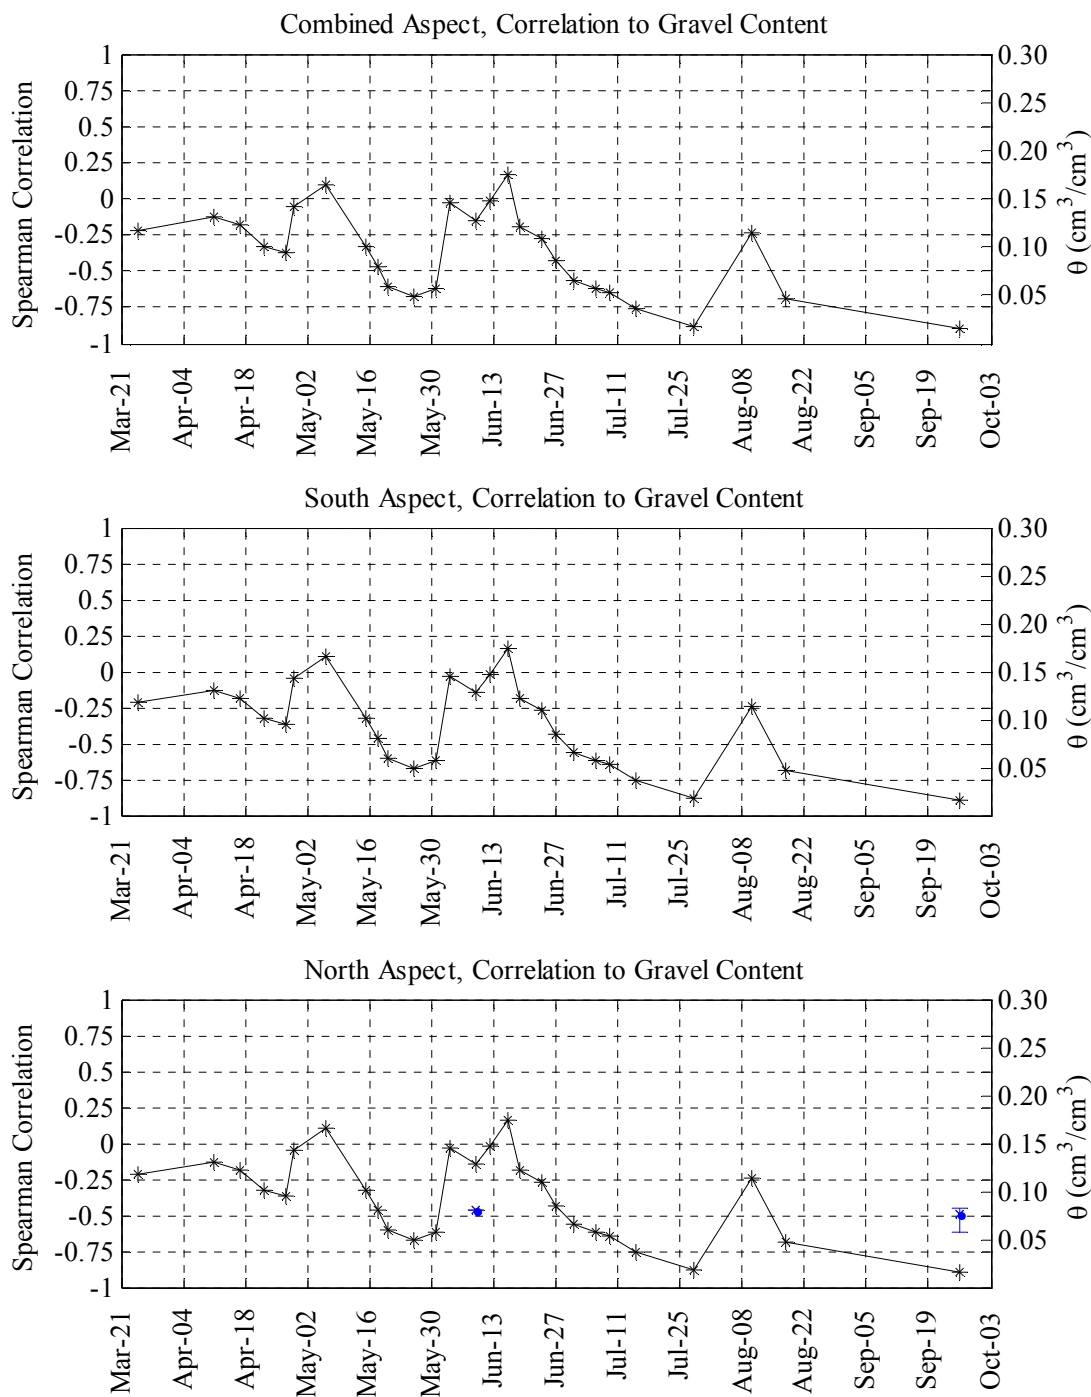 Combined Aspect, Correlation to Gravel Content
Spearman Correlation
1
0.75
0.5
0.25
0
-0.25
-0.5
-0.75
-1
0.30
0.25
0.20
0.15
0.10
0.05
θ (cm³/cm³)
Mar-21
Apr-04
Apr-18
May-02
May-16
May-30
Jun-13
Jun-27
Jul-11
Jul-25
Aug-08
Aug-22
Sep-05
Sep-19
Oct-03
South Aspect, Correlation to Gravel Content
Spearman Correlation
1
0.75
0.5
0.25
0
-0.25
-0.5
-0.75
-1
0.30
0.25
0.20
0.15
0.10
0.05
θ (cm³/cm³)
Mar-21
Apr-04
Apr-18
May-02
May-16
May-30
Jun-13
Jun-27
Jul-11
Jul-25
Aug-08
Aug-22
Sep-05
Sep-19
Oct-03
North Aspect, Correlation to Gravel Content
Spearman Correlation
1
0.75
0.5
0.25
0
-0.25
-0.5
-0.75
-1
0.30
0.25
0.20
0.15
0.10
0.05
θ (cm³/cm³)
Mar-21
Apr-04
Apr-18
May-02
May-16
May-30
Jun-13
Jun-27
Jul-11
Jul-25
Aug-08
Aug-22
Sep-05
Sep-19
Oct-03